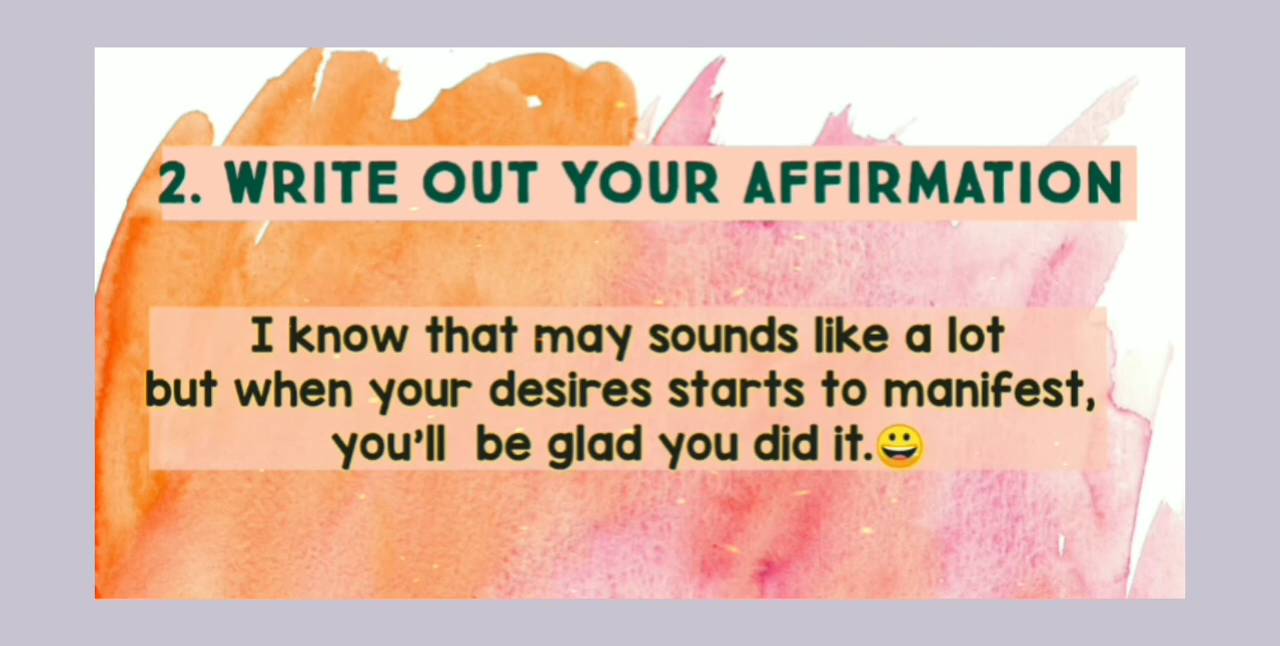 2. WRITE OUT YOUR AFFIRMATION
I know that may sounds like a lot
but when your desires starts to manifest,
you'll  be glad you did it.😀